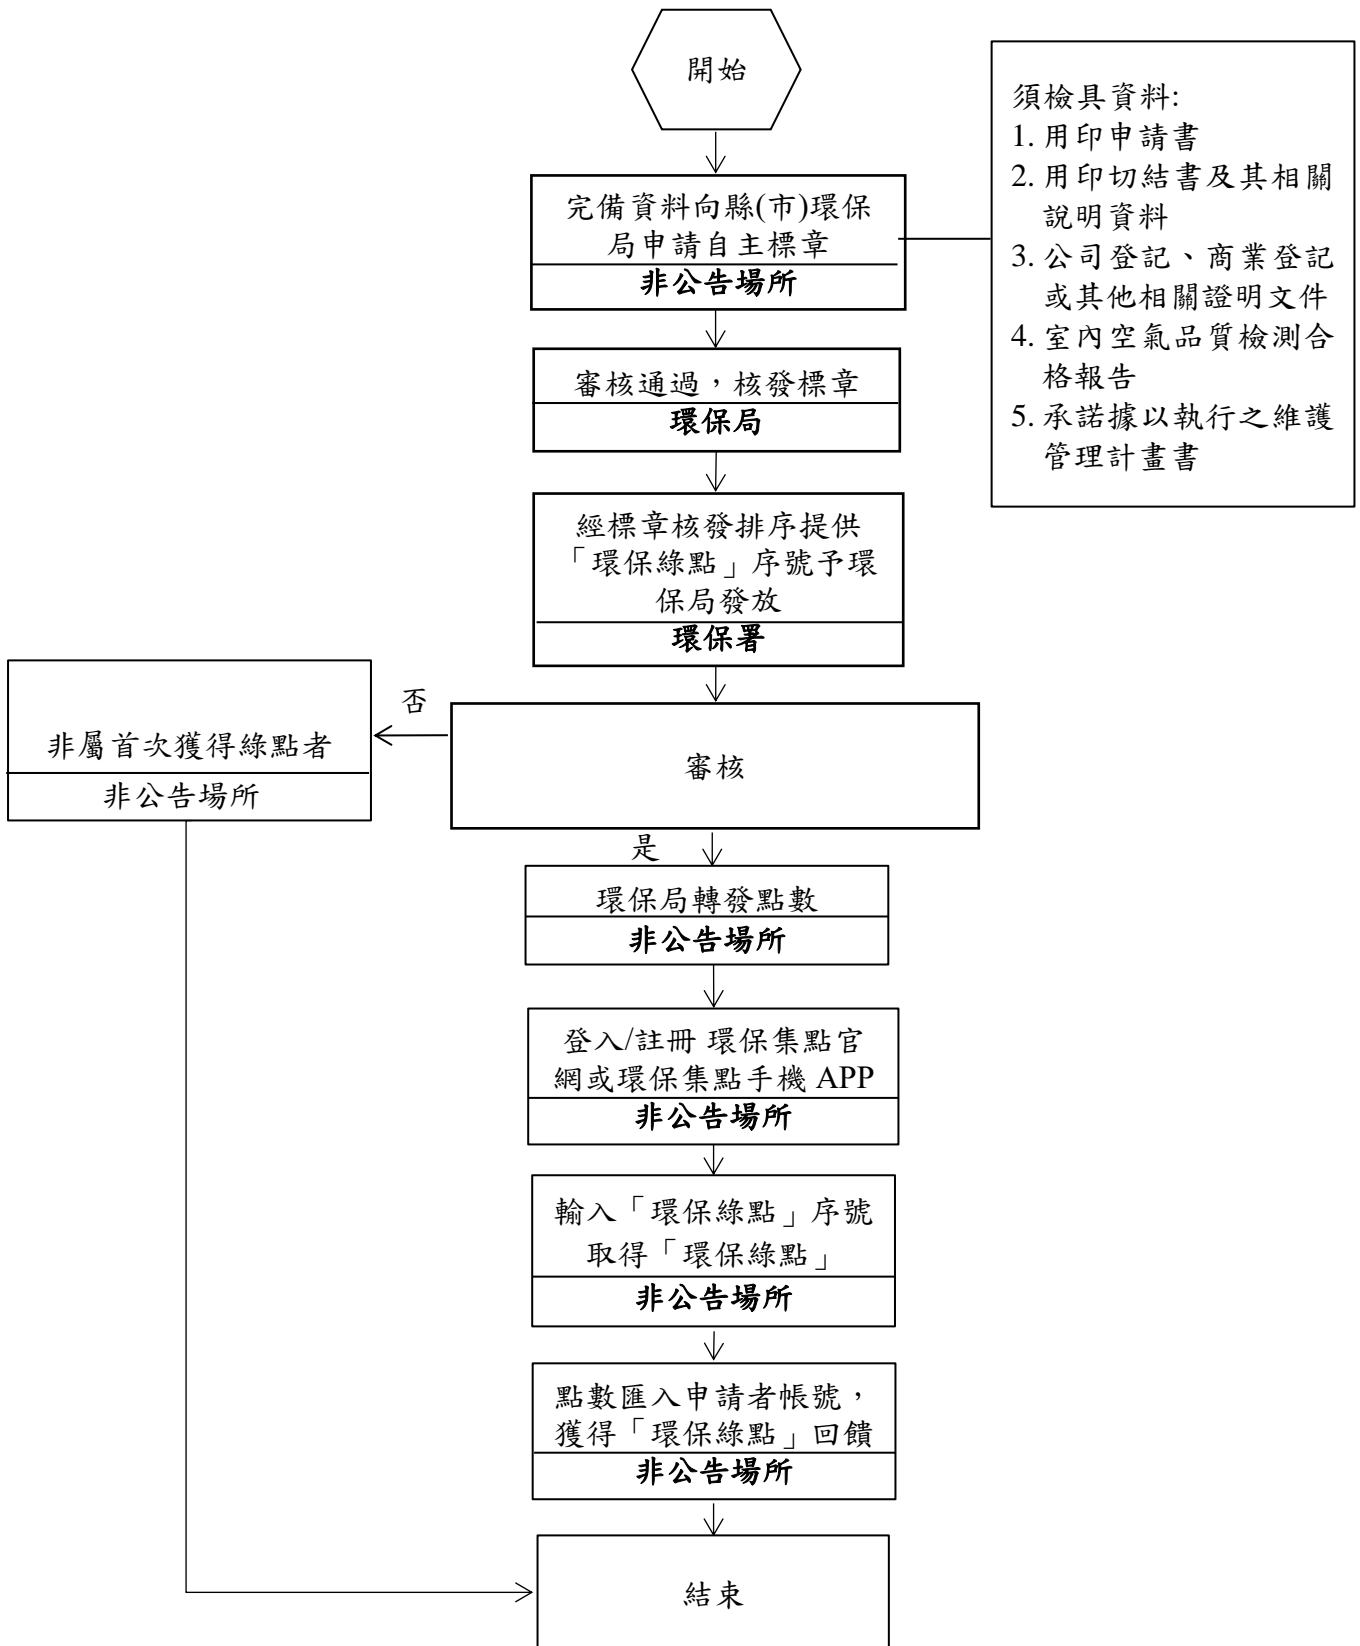 開始
須檢具資料:
1. 用印申請書
2. 用印切結書及其相關
說明資料
3. 公司登記、商業登記
或其他相關證明文件
4. 室內空氣品質檢測合
格報告
5. 承諾據以執行之維護
管理計畫書
完備資料向縣(市)環保
局申請自主標章
非公告場所
審核通過，核發標章
環保局
經標章核發排序提供
「環保綠點」序號予環
保局發放
環保署
否
非屬首次獲得綠點者
非公告場所
審核
是
環保局轉發點數
非公告場所
登入/註冊 環保集點官
網或環保集點手機 APP
非公告場所
輸入「環保綠點」序號
取得「環保綠點」
非公告場所
點數匯入申請者帳號，
獲得「環保綠點」回饋
非公告場所
結束